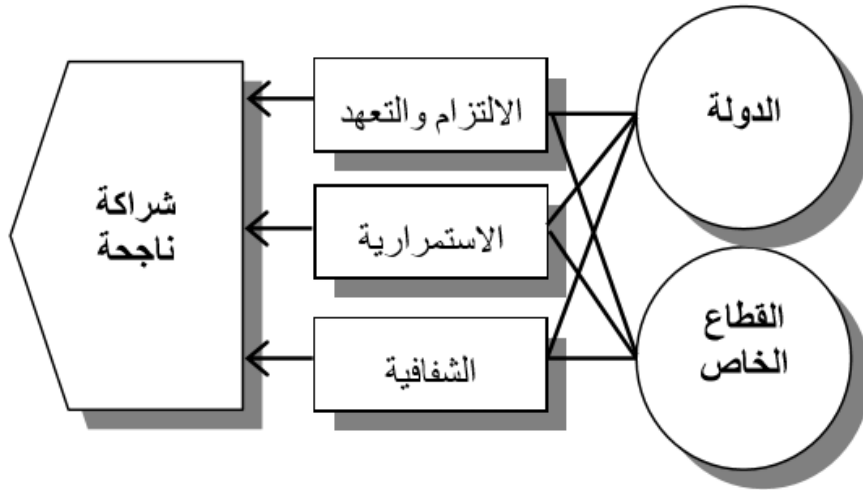 الدولة
القطاع
الخاص
الالتزام والتعهد
الاستمرارية
الشفافية
شراكة
ناجحة